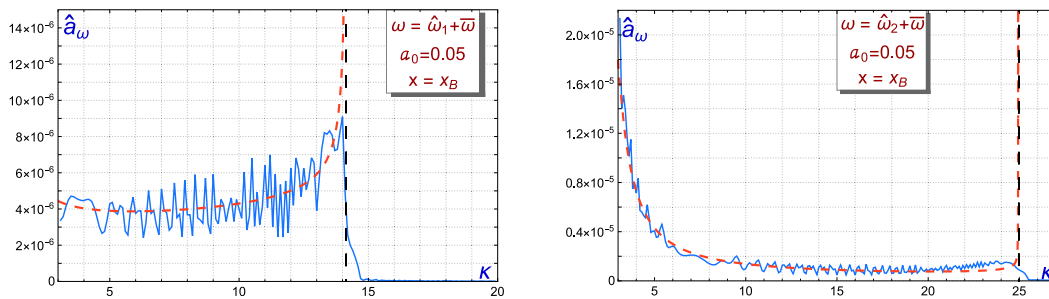 14.×10⁻⁶
12.×10⁻⁶
10.×10⁻⁶
8.×10⁻⁶
6.×10⁻⁶
4.×10⁻⁶
2.×10⁻⁶
0
âω
ω = ω̂₁+ω̅
a₀=0.05
x = x_B
5
10
15
20
κ
2.0×10⁻⁵
1.6×10⁻⁵
1.2×10⁻⁵
0.8×10⁻⁵
0.4×10⁻⁵
0
âω
ω = ω̂₂+ω̅
a₀=0.05
x = x_B
5
10
15
20
25
κ